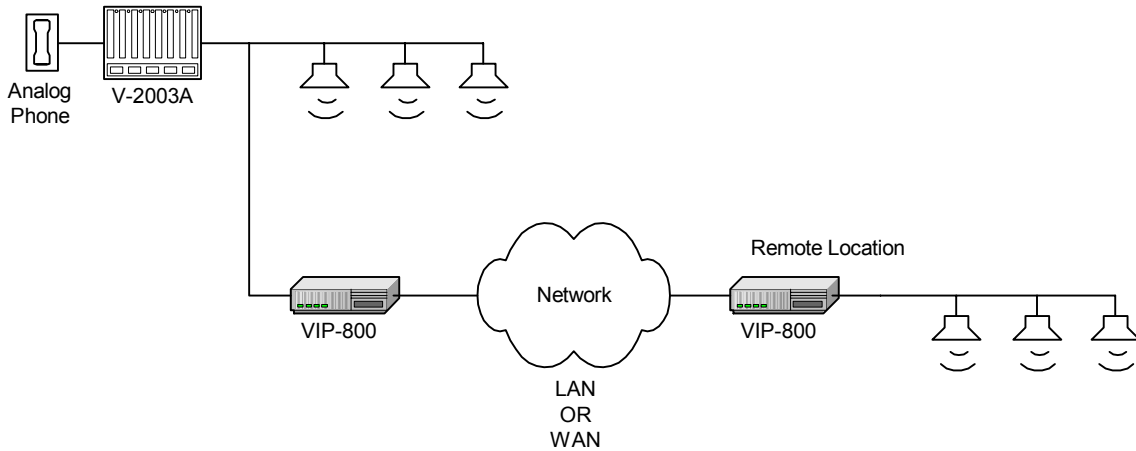 Analog
Phone
V-2003A
VIP-800
Network
LAN
OR
WAN
Remote Location
VIP-800